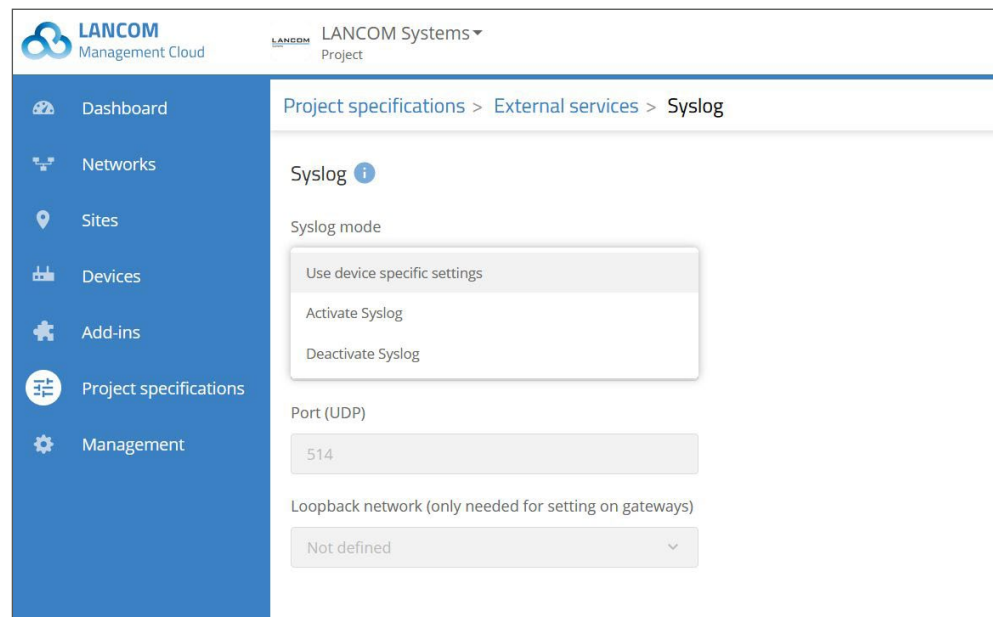 LANCOM
Management Cloud
LANCOM
LANCOM Systems
Project
Dashboard
Networks
Sites
Devices
Add-ins
Project specifications
Management
Project specifications > External services > Syslog
Syslog
Syslog mode
Use device specific settings
Activate Syslog
Deactivate Syslog
Port (UDP)
514
Loopback network (only needed for setting on gateways)
Not defined